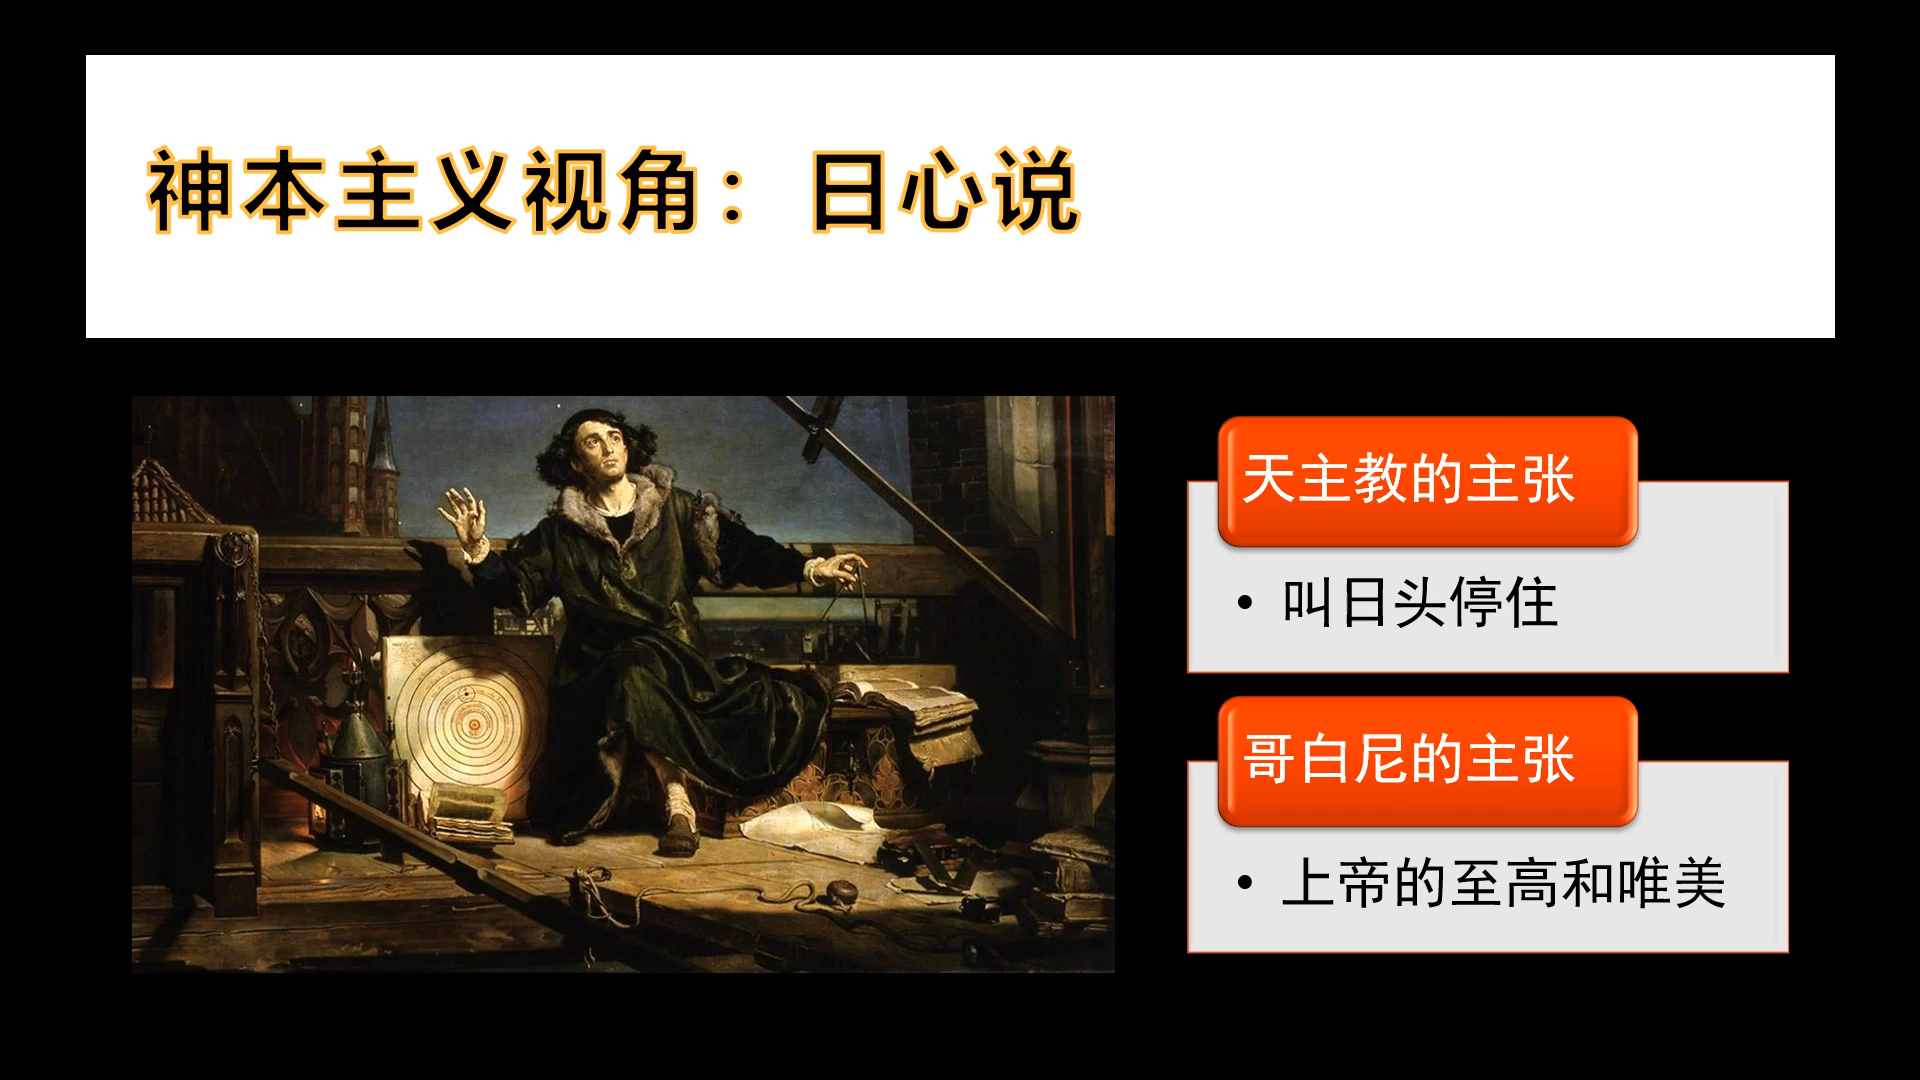 神本主义视角：日心说
天主教的主张
• 叫日头停住
哥白尼的主张
• 上帝的至高和唯美